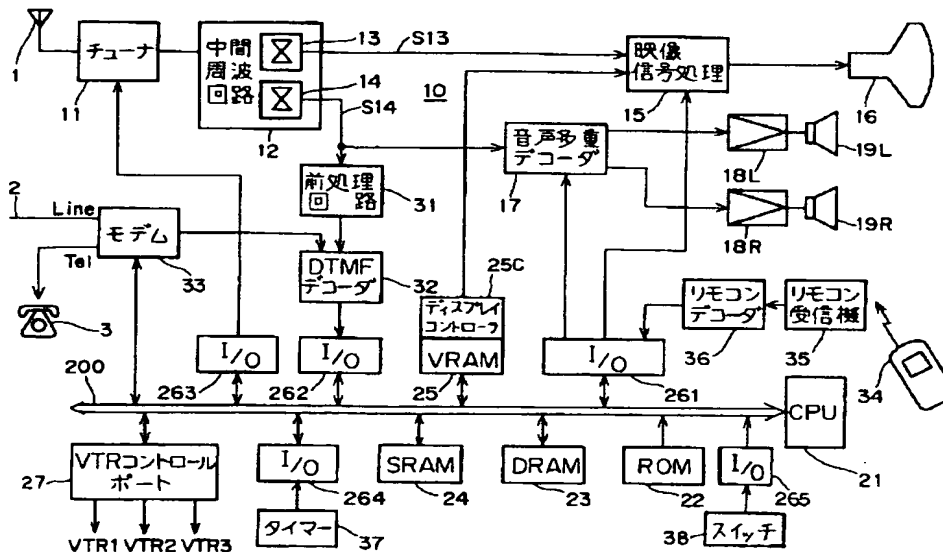 1
チューナ
11
中間
周波
回路
13
14
12
S13
S14
10
映像
信号処理
15
16
音声多重
デコーダ
17
18L
19L
18R
19R
前処理
回路
31
2
Line
Tel
モデム
33
3
DTMF
デコーダ
32
25C
ディスプレイ
コントローラ
VRAM
25
リモコン
デコーダ
36
リモコン
受信機
35
34
I/O
263
I/O
262
I/O
261
200
CPU
21
VTRコントロール
ポート
27
VTR1 VTR2 VTR3
I/O
264
タイマー
37
SRAM
24
DRAM
23
ROM
22
I/O
265
スイッチ
38